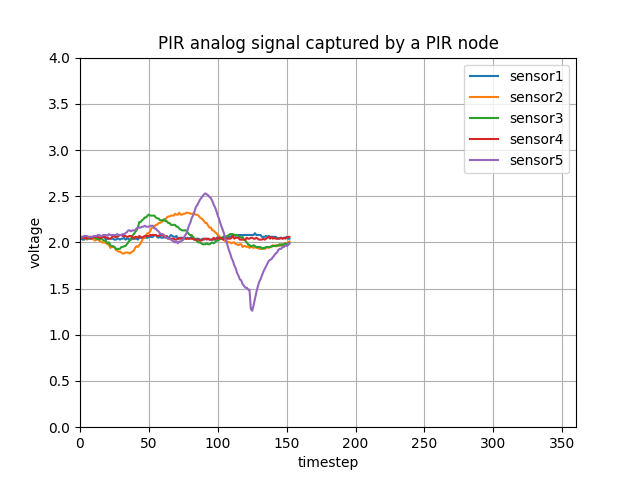 PIR analog signal captured by a PIR node
sensor1
sensor2
sensor3
sensor4
sensor5
voltage
4.0
3.5
3.0
2.5
2.0
1.5
1.0
0.5
0.0
0 50 100 150 200 250 300 350
timestep